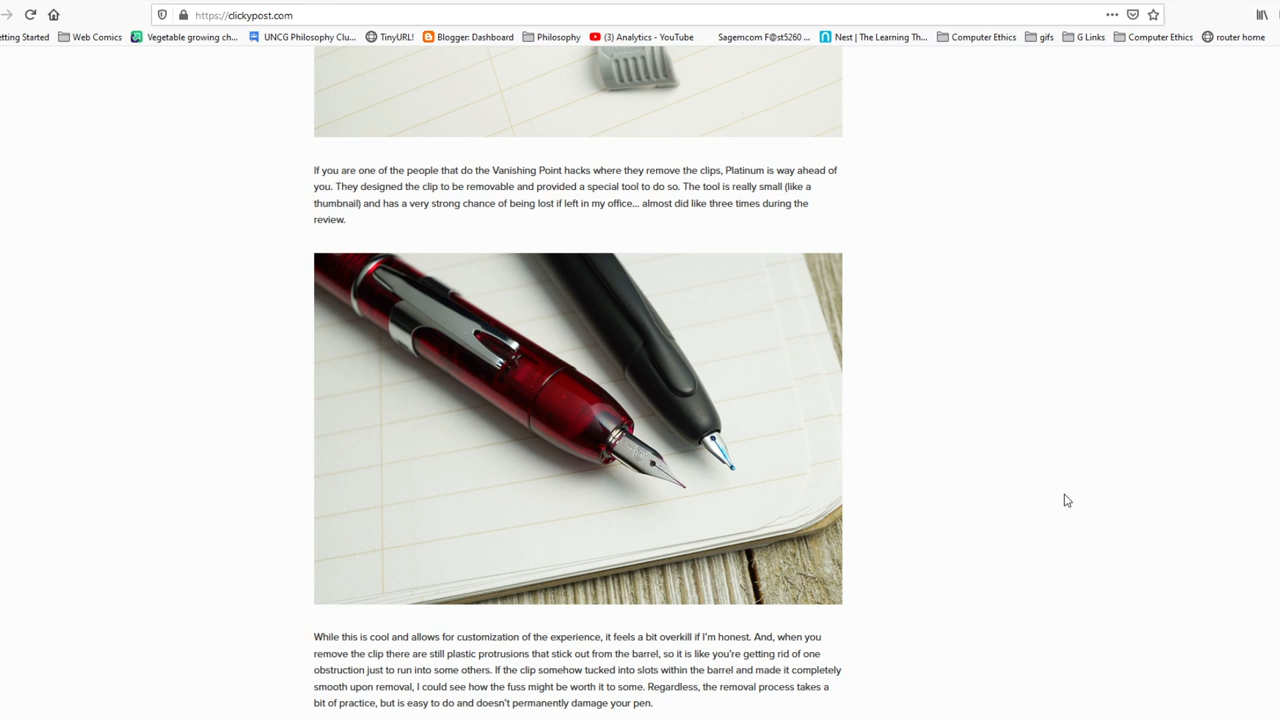 https://clickypost.com
etting Started Web Comics Vegetable growing ch... UNCG Philosophy Clu... TinyURL! Blogger: Dashboard Philosophy (3) Analytics - YouTube Sagemcom F@st5260 ... Nest | The Learning Th... Computer Ethics gifs G Links Computer Ethics router home
If you are one of the people that do the Vanishing Point hacks where they remove the clips, Platinum is way ahead of
you. They designed the clip to be removable and provided a special tool to do so. The tool is really small (like a
thumbnail) and has a very strong chance of being lost if left in my office... almost did like three times during the
review.
While this is cool and allows for customization of the experience, it feels a bit overkill if I'm honest. And, when you
remove the clip there are still plastic protrusions that stick out from the barrel, so it is like you're getting rid of one
obstruction just to run into some others. If the clip somehow tucked into slots within the barrel and made it completely
smooth upon removal, I could see how the fuss might be worth it to some. Regardless, the removal process takes a
bit of practice, but is easy to do and doesn't permanently damage your pen.